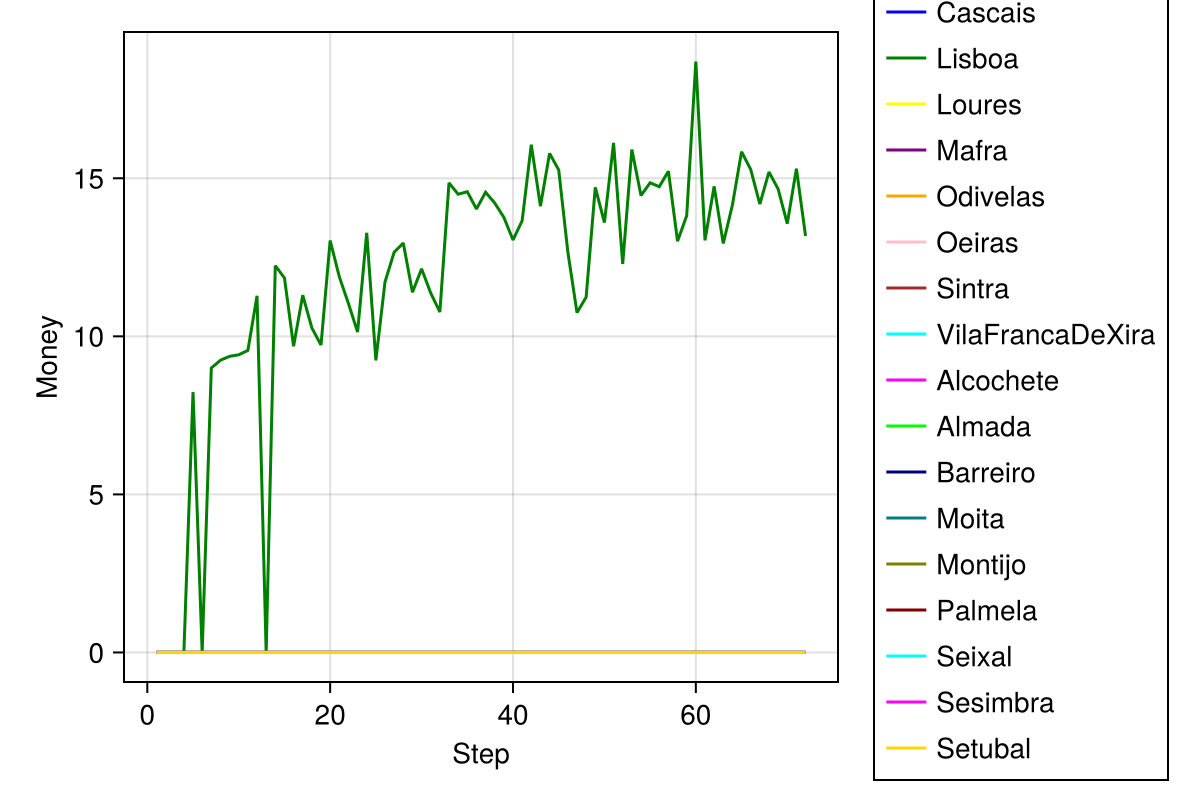 Cascais
Lisboa
Loures
Mafra
Odivelas
Oeiras
Sintra
VilaFrancaDeXira
Alcochete
Almada
Barreiro
Moita
Montijo
Palmela
Seixal
Sesimbra
Setubal
Money
15
10
5
0
0 20 40 60
Step